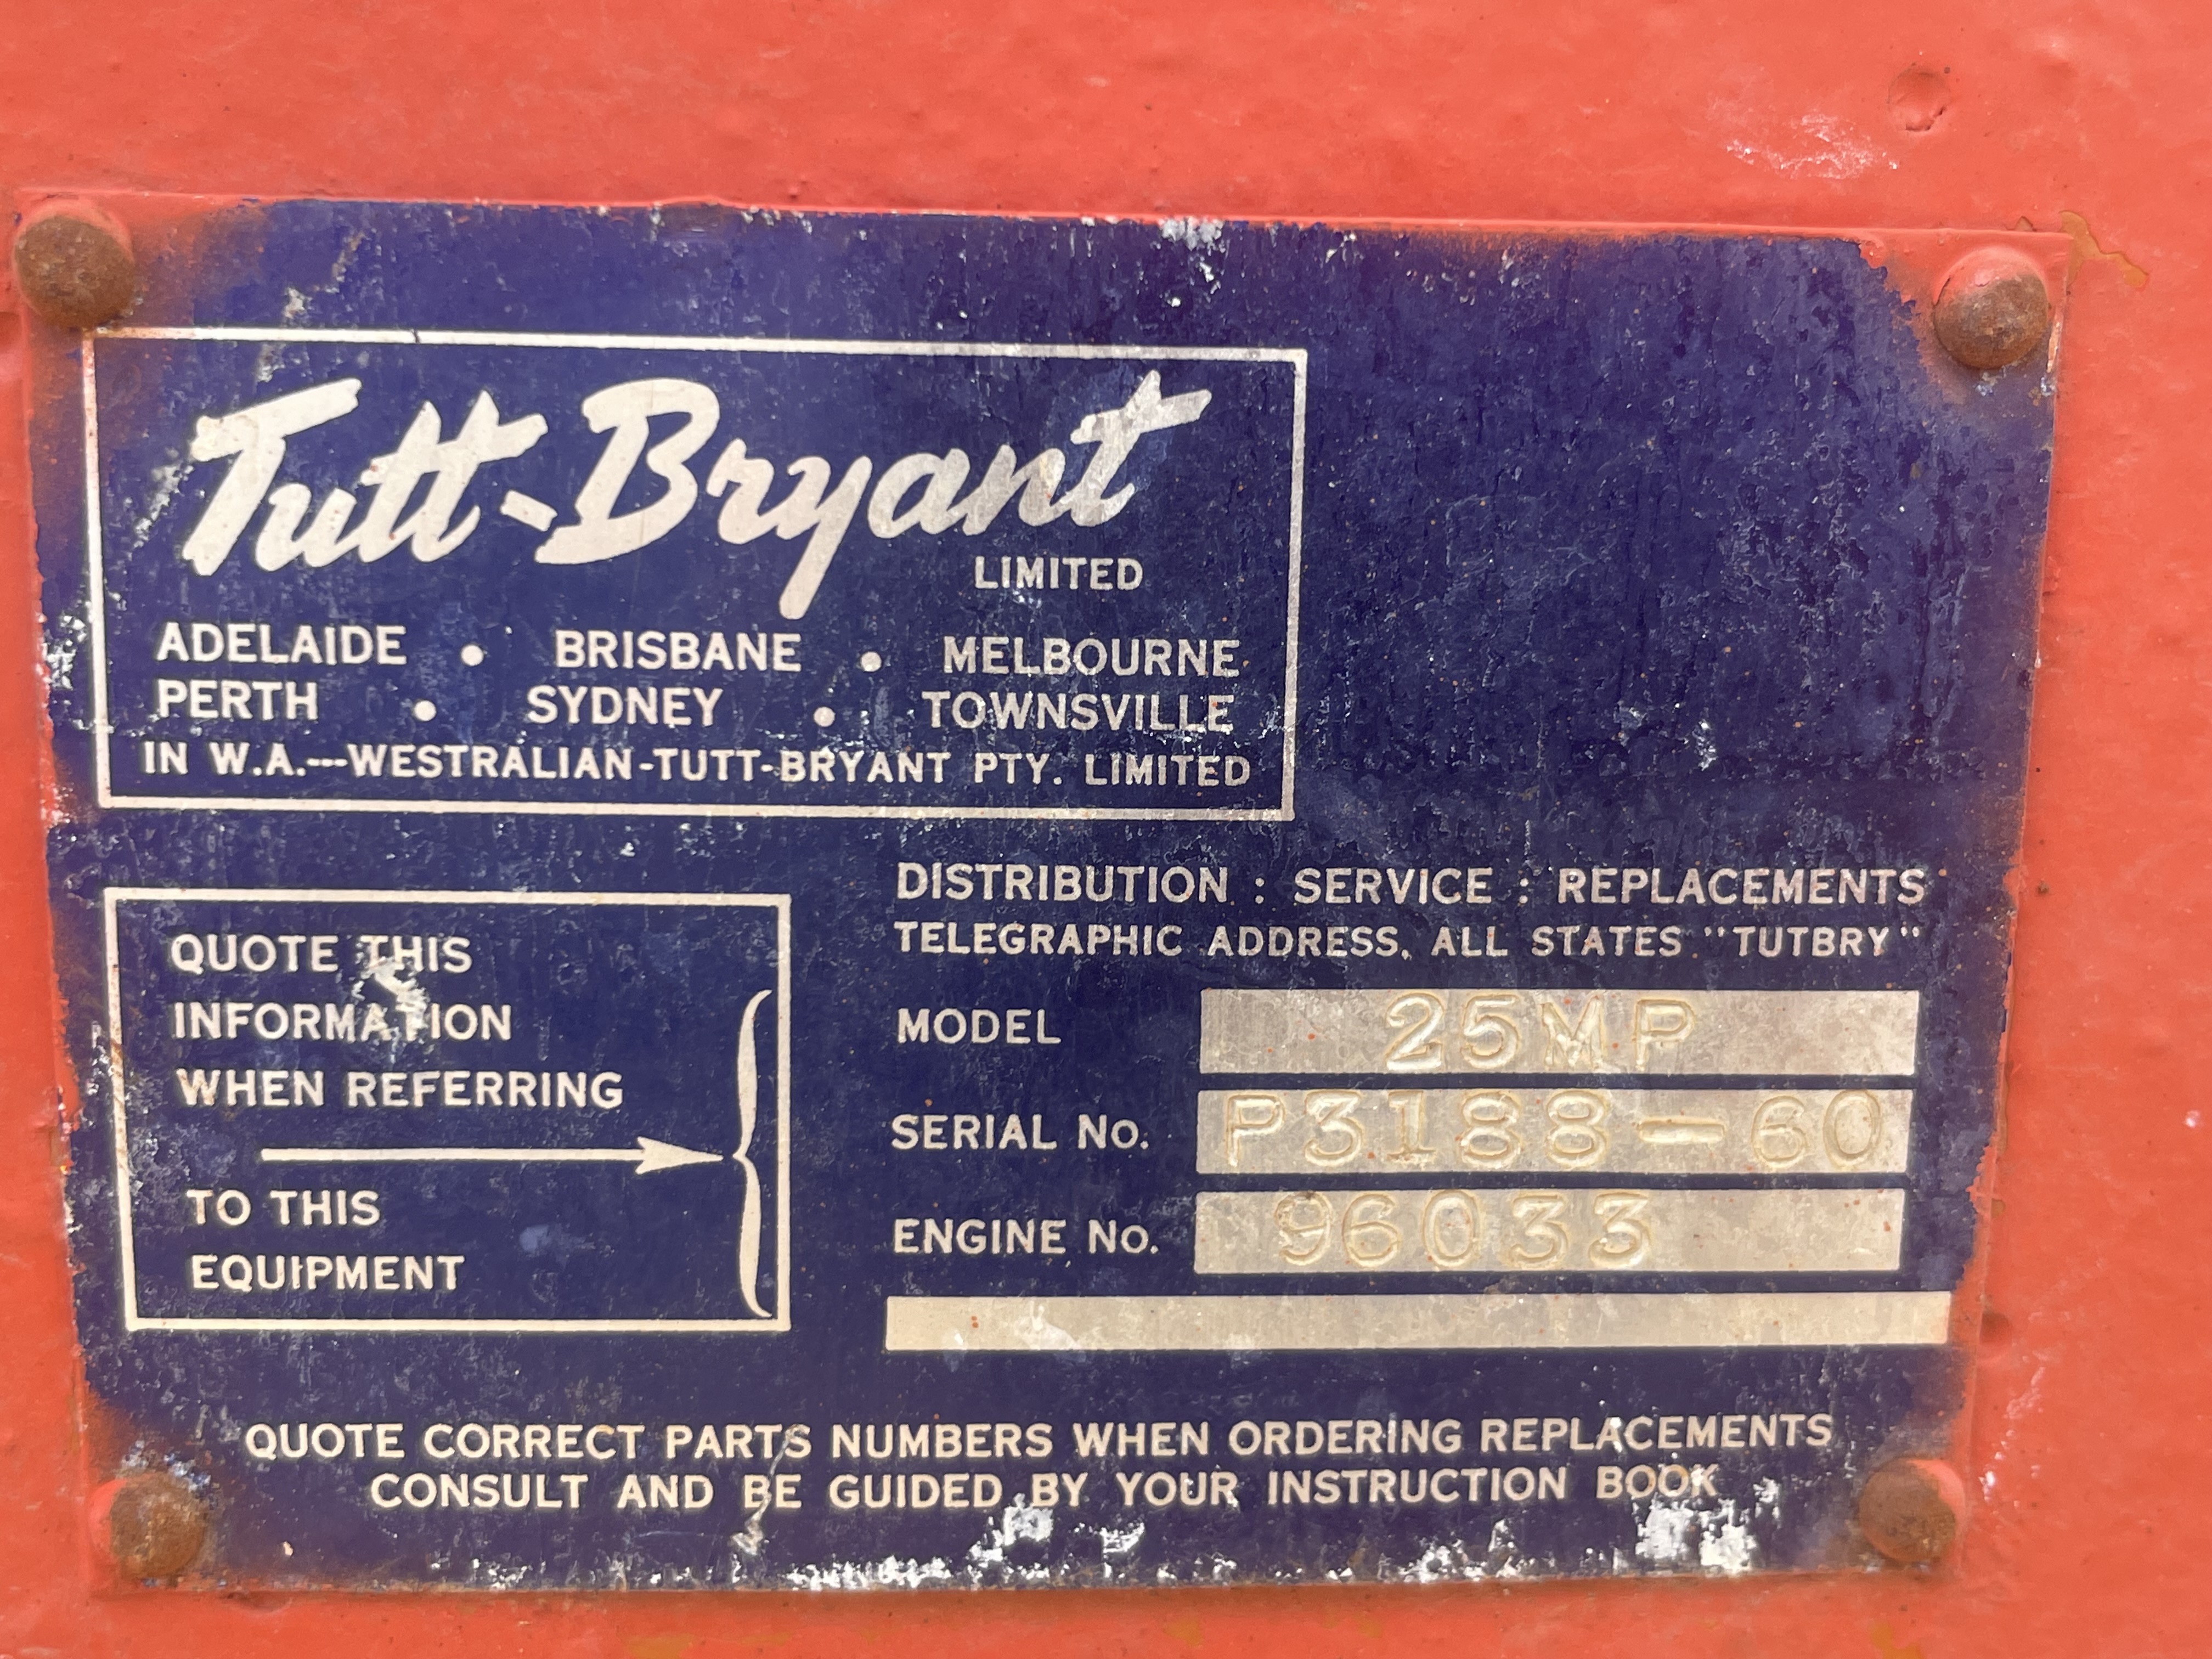 Tutt-Bryant
LIMITED
ADELAIDE • BRISBANE • MELBOURNE
PERTH • SYDNEY • TOWNSVILLE
IN W.A.---WESTRALIAN-TUTT-BRYANT PTY. LIMITED
DISTRIBUTION : SERVICE : REPLACEMENTS
TELEGRAPHIC ADDRESS, ALL STATES "TUTBRY"
QUOTE THIS
INFORMATION
WHEN REFERRING
TO THIS
EQUIPMENT
MODEL 25MP
SERIAL No. P3188-60
ENGINE No. 96033
QUOTE CORRECT PARTS NUMBERS WHEN ORDERING REPLACEMENTS
CONSULT AND BE GUIDED BY YOUR INSTRUCTION BOOK